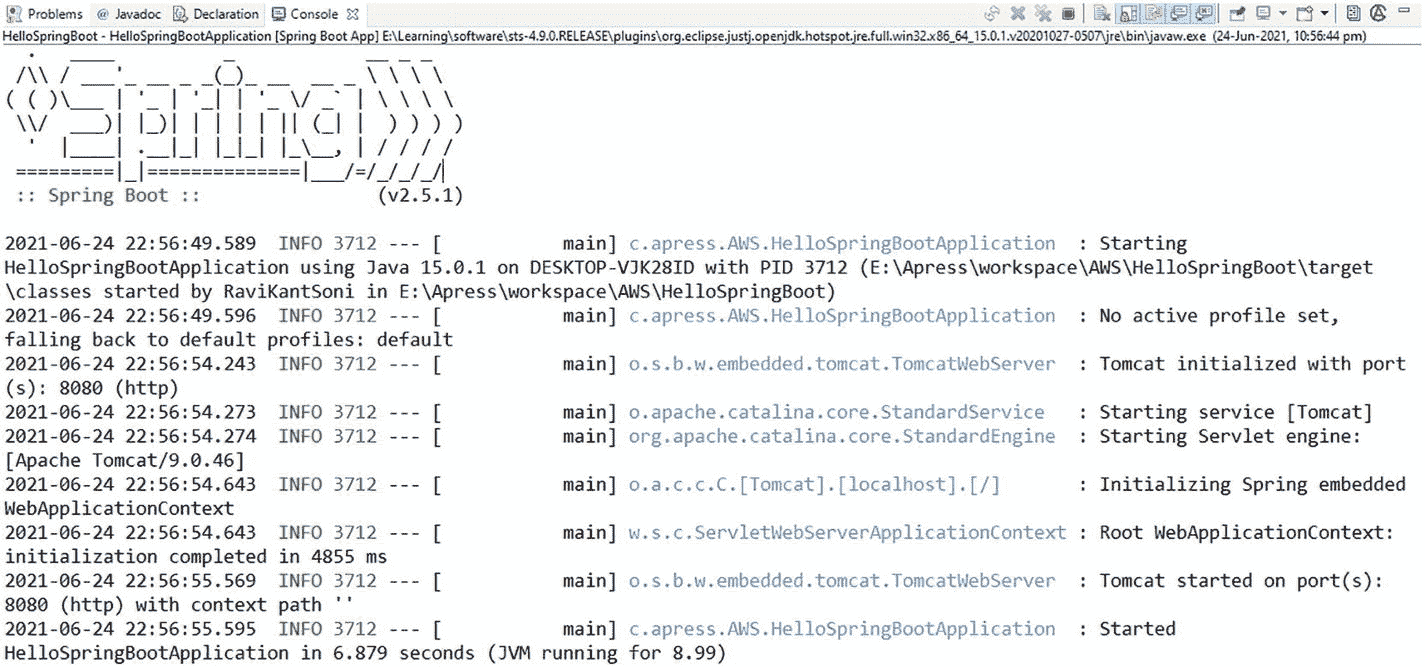 Problems @ Javadoc Declaration Console
HelloSpringBoot - HelloSpringBootApplication [Spring Boot App] E:\Learning\software\sts-4.9.0.RELEASE\plugins\org.eclipse.justj.openjdk.hotspot.jre.full.win32.x86_64_15.0.1.v20201027-0507\jre\bin\javaw.exe (24-Jun-2021, 10:56:44 pm)
  .   ____          _            __ _ _
 /\\ / ___'_ __ _ _(_)_ __  __ _ \ \ \ \
( ( )\___ | '_ | '_| | '_ \/ _` | \ \ \ \
 \\/  ___)| |_)| | | | | || (_| |  ) ) ) )
  '  |____| .__|_| |_|_| |_\__, | / / / /
 =========|_|==============|___/=/_/_/_/
 :: Spring Boot ::                (v2.5.1)
2021-06-24 22:56:49.589  INFO 3712 --- [           main] c.apress.AWS.HelloSpringBootApplication  : Starting
HelloSpringBootApplication using Java 15.0.1 on DESKTOP-VJK28ID with PID 3712 (E:\Apress\workspace\AWS\HelloSpringBoot\target
\classes started by RaviKantSoni in E:\Apress\workspace\AWS\HelloSpringBoot)
2021-06-24 22:56:49.596  INFO 3712 --- [           main] c.apress.AWS.HelloSpringBootApplication  : No active profile set,
falling back to default profiles: default
2021-06-24 22:56:54.243  INFO 3712 --- [           main] o.s.b.w.embedded.tomcat.TomcatWebServer  : Tomcat initialized with port
(s): 8080 (http)
2021-06-24 22:56:54.273  INFO 3712 --- [           main] o.apache.catalina.core.StandardService   : Starting service [Tomcat]
2021-06-24 22:56:54.274  INFO 3712 --- [           main] org.apache.catalina.core.StandardEngine  : Starting Servlet engine:
[Apache Tomcat/9.0.46]
2021-06-24 22:56:54.643  INFO 3712 --- [           main] o.a.c.c.C.[Tomcat].[localhost].[/]       : Initializing Spring embedded
WebApplicationContext
2021-06-24 22:56:54.643  INFO 3712 --- [           main] w.s.c.ServletWebServerApplicationContext : Root WebApplicationContext:
initialization completed in 4855 ms
2021-06-24 22:56:55.569  INFO 3712 --- [           main] o.s.b.w.embedded.tomcat.TomcatWebServer  : Tomcat started on port(s):
8080 (http) with context path ''
2021-06-24 22:56:55.595  INFO 3712 --- [           main] c.apress.AWS.HelloSpringBootApplication  : Started
HelloSpringBootApplication in 6.879 seconds (JVM running for 8.99)